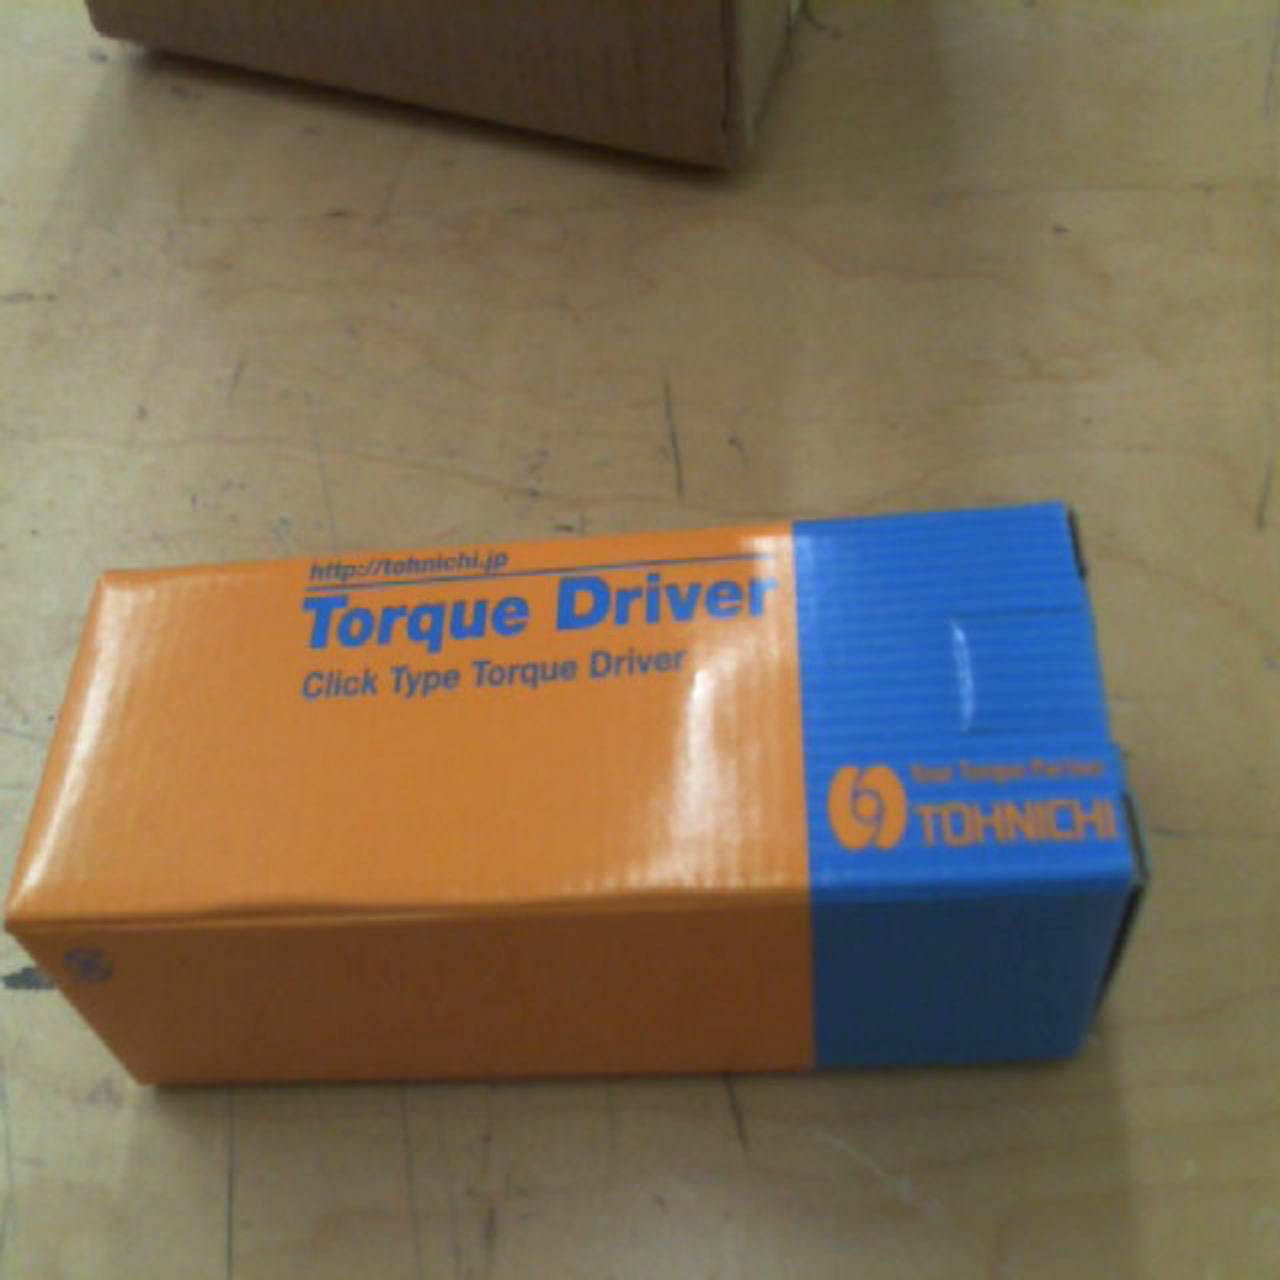 http://tohnichi.jp
Torque Driver
Click Type Torque Driver
Your Torque Partner
TOHNICHI